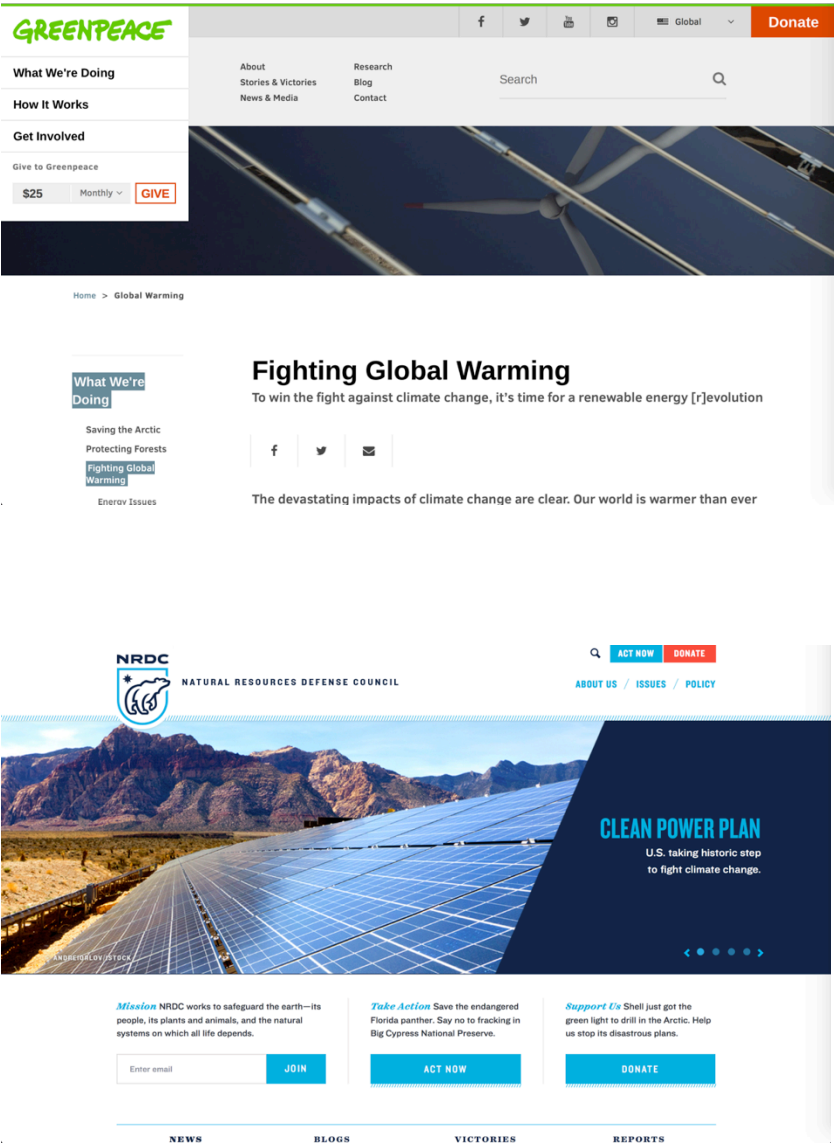 GREENPEACE
Global
Donate
What We're Doing
How It Works
Get Involved
Give to Greenpeace
$25 Monthly GIVE
About
Stories & Victories
News & Media
Research
Blog
Contact
Search
Home > Global Warming
What We're
Doing
Saving the Arctic
Protecting Forests
Fighting Global
Warming
Energy Issues
Fighting Global Warming
To win the fight against climate change, it's time for a renewable energy [r]evolution
The devastating impacts of climate change are clear. Our world is warmer than ever
NRDC
NATURAL RESOURCES DEFENSE COUNCIL
ACT NOW DONATE
ABOUT US / ISSUES / POLICY
CLEAN POWER PLAN
U.S. taking historic step
to fight climate change.
ANDREIORLOV/ISTOCK
Mission NRDC works to safeguard the earth—its
people, its plants and animals, and the natural
systems on which all life depends.
Enter email JOIN
Take Action Save the endangered
Florida panther. Say no to fracking in
Big Cypress National Preserve.
ACT NOW
Support Us Shell just got the
green light to drill in the Arctic. Help
us stop its disastrous plans.
DONATE
NEWS BLOGS VICTORIES REPORTS